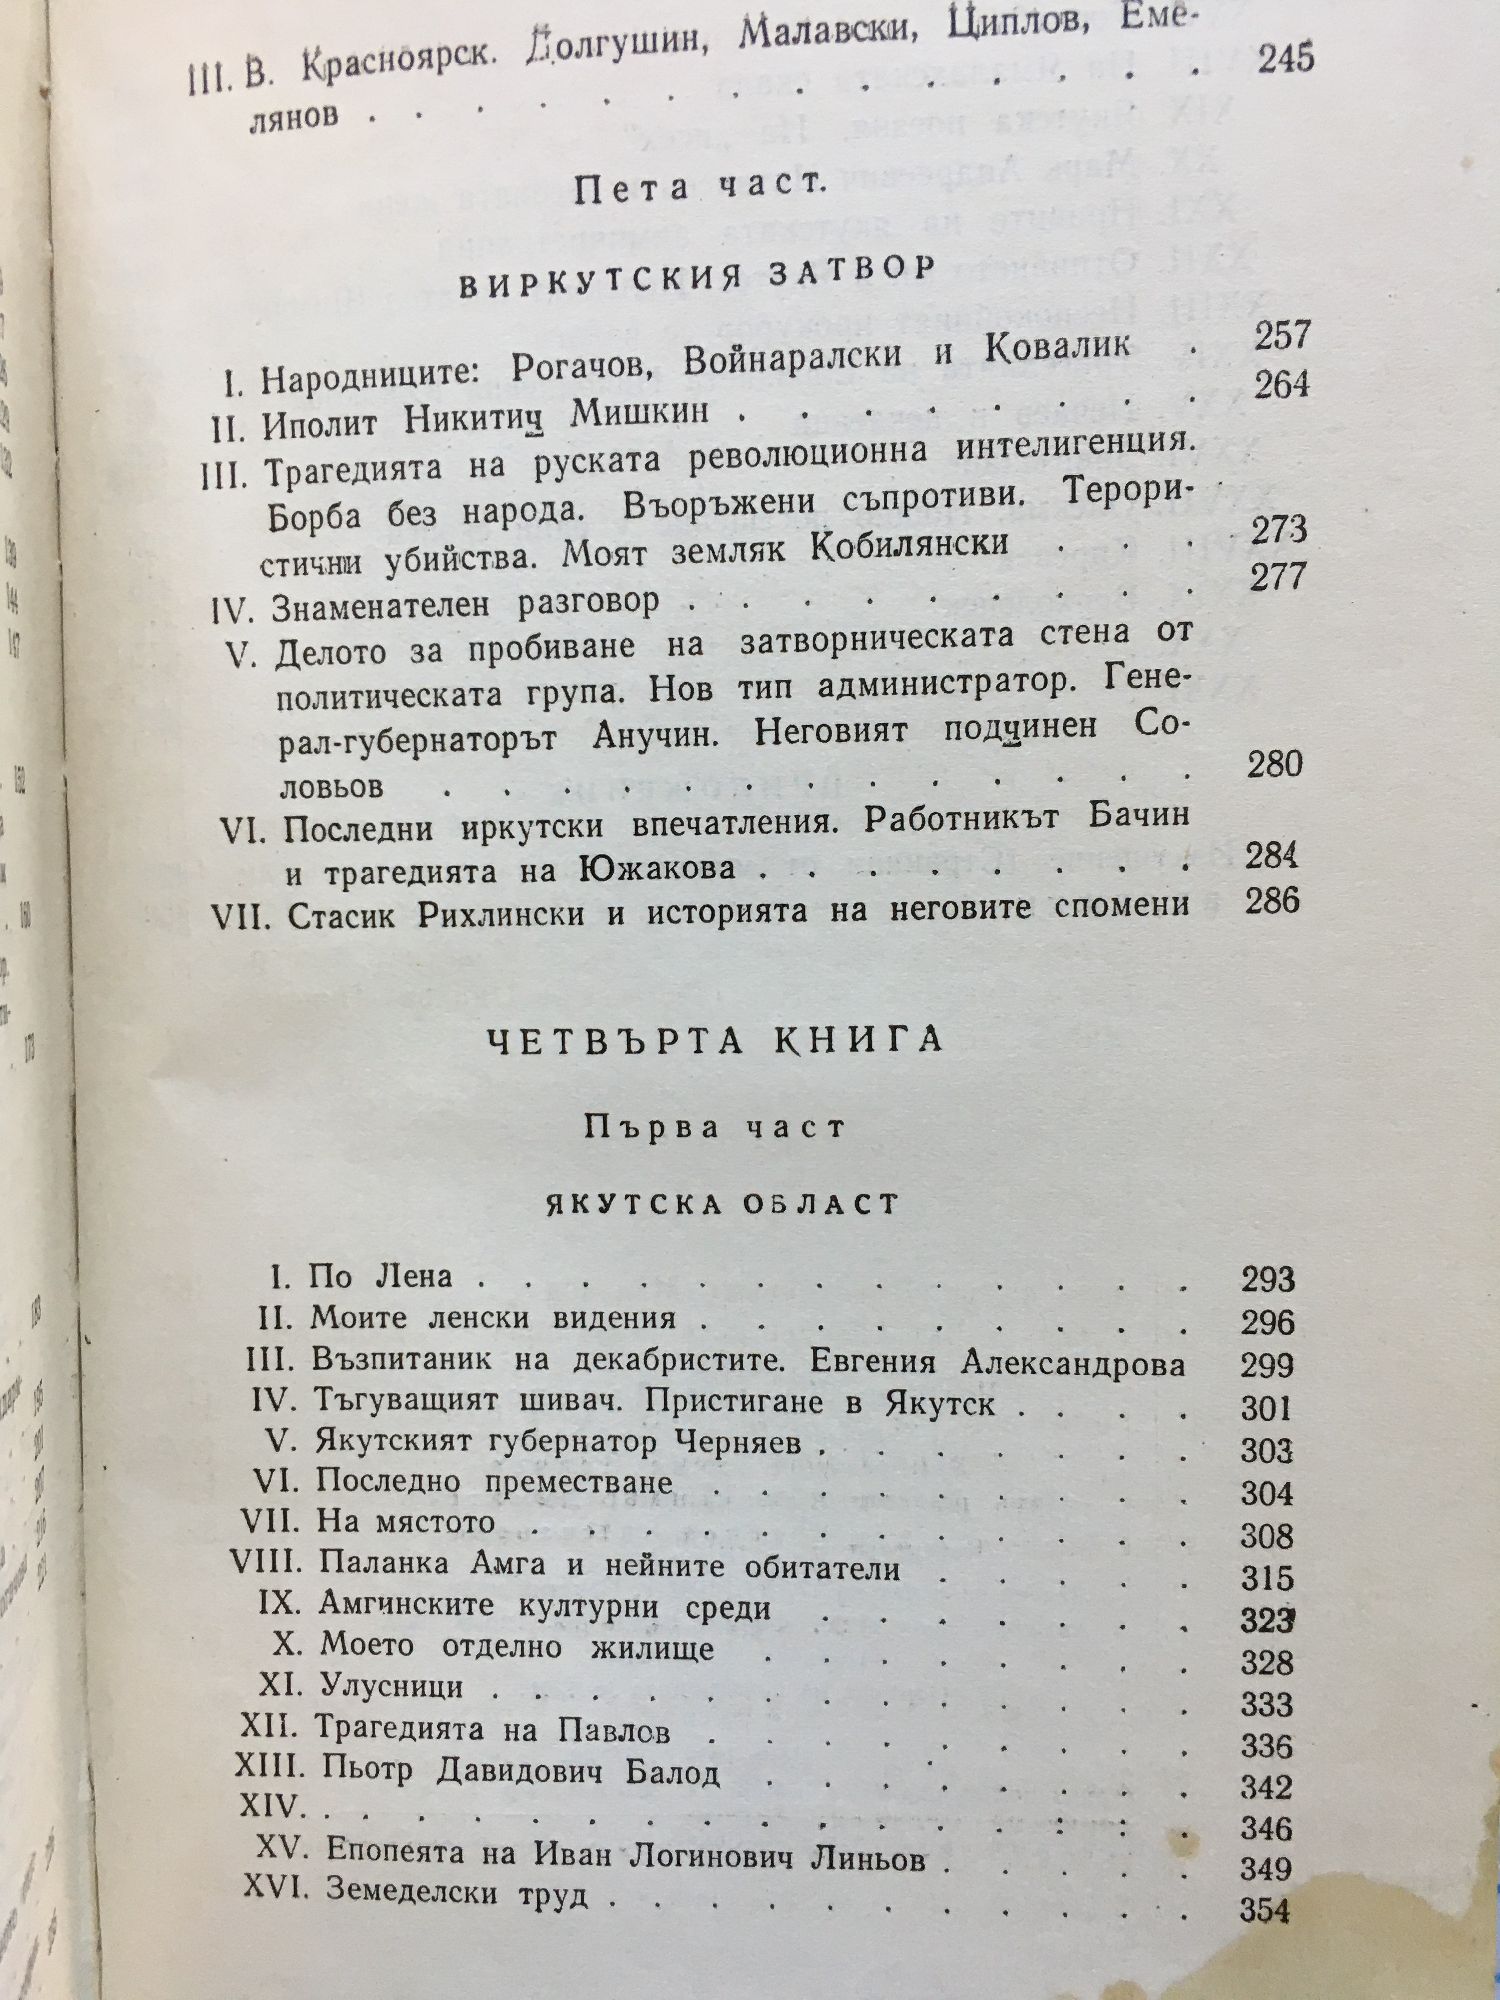 III. В. Красноярск. Долгушин, Малавски, Циплов, Еме-
лянов . . . . . . . . . . . . . 245
Пета част.
ВИРКУТСКИЯ ЗАТВОР
I. Народниците: Рогачов, Войнаралски и Ковалик . 257
II. Иполит Никитич Мишкин . . . . . . . . 264
III. Трагедията на руската революционна интелигенция.
Борба без народа. Въоръжени съпротиви. Терори-
стични убийства. Моят земляк Кобилянски . . . 273
IV. Знаменателен разговор . . . . . . . . . 277
V. Делото за пробиване на затворническата стена от
политическата група. Нов тип администратор. Гене-
рал-губернаторът Анучин. Неговият подчинен Со-
ловьов . . . . . . . . . . . . . 280
VI. Последни иркутски впечатления. Работникът Бачин
и трагедията на Южакова . . . . . . . . 284
VII. Стасик Рихлински и историята на неговите спомени 286
ЧЕТВЪРТА КНИГА
Първа част
ЯКУТСКА ОБЛАСТ
I. По Лена . . . . . . . . . . . . . 293
II. Моите ленски видения . . . . . . . . . 296
III. Възпитаник на декабристите. Евгения Александрова 299
IV. Тъгуващият шивач. Пристигане в Якутск . . . . 301
V. Якутският губернатор Черняев . . . . . . . 303
VI. Последно преместване . . . . . . . . . 304
VII. На мястото . . . . . . . . . . . . 308
VIII. Паланка Амга и нейните обитатели . . . . . 315
IX. Амгинските културни среди . . . . . . . 323
X. Моето отделно жилище . . . . . . . . 328
XI. Улусници . . . . . . . . . . . . . 333
XII. Трагедията на Павлов . . . . . . . . . 336
XIII. Пьотр Давидович Балод . . . . . . . . 342
XIV. . . . . . . . . . . . . : : . 346
XV. Епопеята на Иван Логинович Линьов . . . . . 349
XVI. Земеделски труд . . . . . . . . . . . 354